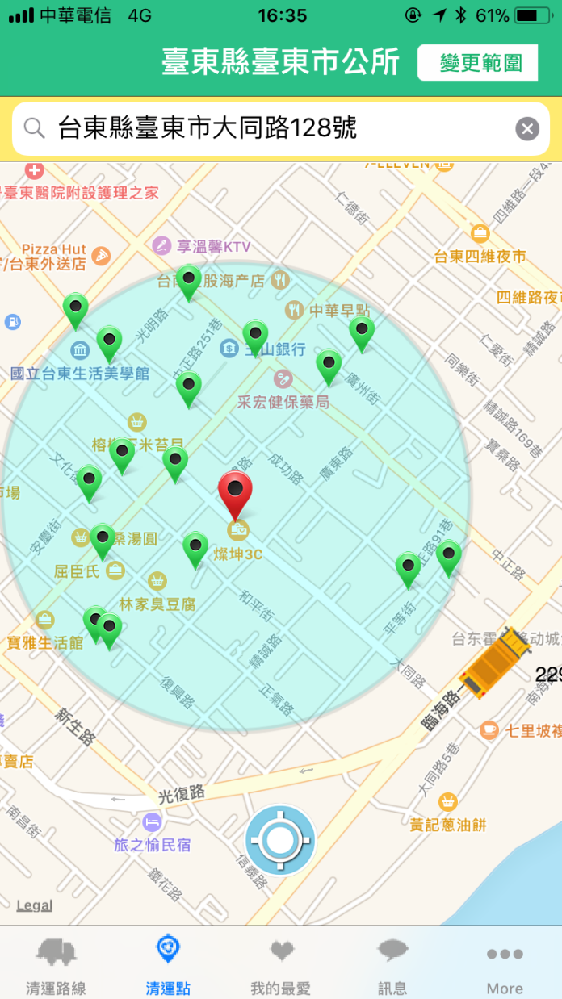 中華電信 4G 16:35 61%
臺東縣臺東市公所
變更範圍
台東縣臺東市大同路128號
7-ELEVEN
臺東醫院附設護理之家
仁德街
四維路一段
享溫馨KTV
Pizza Hut
/台東外送店
台東四維夜市
股海产店
四維路夜
光明路
中華早點
中正路251巷
山銀行
仁愛街
精誠路
國立台東生活美學館
同樂街
廣州街
采宏健保藥局
精誠路169巷
米苔目
寶桑路
文化街
成功路
廣東路
市場
安慶街
桑湯圓
燦坤3C
正路91巷
中正路
屈臣氏
林家臭豆腐
和平街
平等街
寶雅生活館
精誠路
台东
动城
229
大同路
南海
復興路
正氣路
臨海路
新生路
七里坡複
賣店
大同路5巷
光復路
黃記蔥油餅
南昌街
旅之愉民宿
信義路
鐵花路
Legal
清運路線
清運點
我的最愛
訊息
More